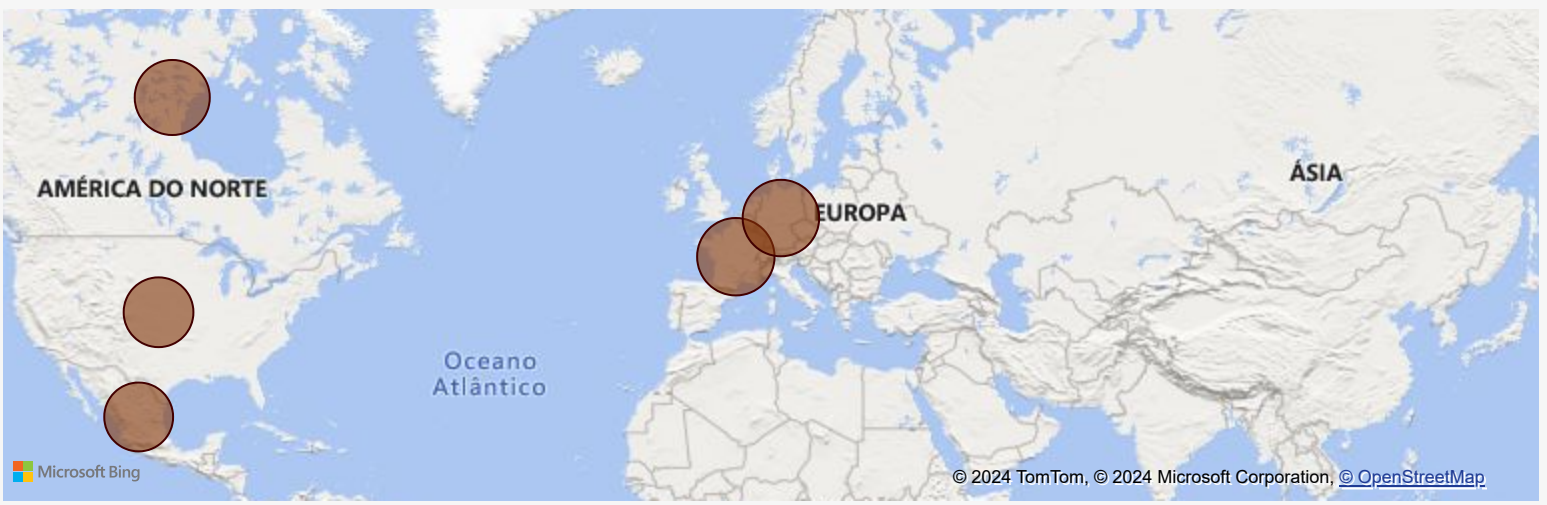 AMÉRICA DO NORTE
EUROPA
ÁSIA
Oceano
Atlântico
Microsoft Bing
© 2024 TomTom, © 2024 Microsoft Corporation, © OpenStreetMap